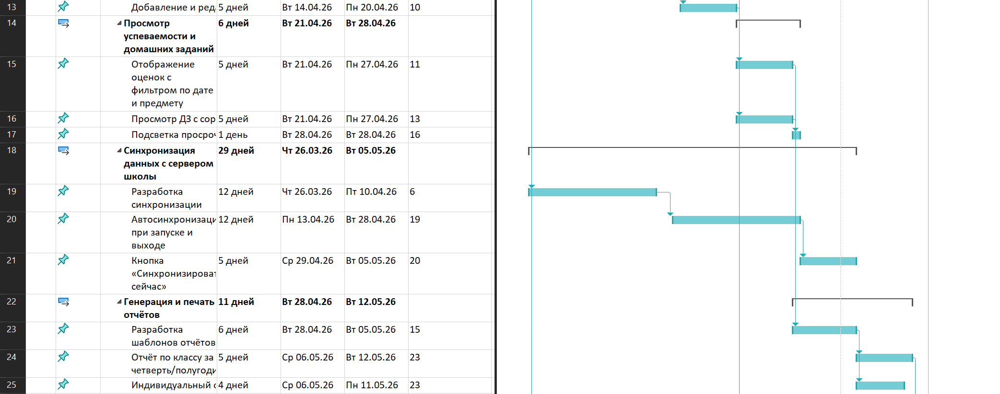 13 Добавление и ред 5 дней Вт 14.04.26 Пн 20.04.26 10
14 Просмотр 6 дней Вт 21.04.26 Вт 28.04.26
успеваемости и
домашних заданий
15 Отображение 5 дней Вт 21.04.26 Пн 27.04.26 11
оценок с
фильтром по дате
и предмету
16 Просмотр ДЗ с сор 5 дней Вт 21.04.26 Пн 27.04.26 13
17 Подсветка просроч 1 день Вт 28.04.26 Вт 28.04.26 16
18 Синхронизация 29 дней Чт 26.03.26 Вт 05.05.26
данных с сервером
школы
19 Разработка 12 дней Чт 26.03.26 Пт 10.04.26 6
синхронизации
20 Автосинхронизаци 12 дней Пн 13.04.26 Вт 28.04.26 19
при запуске и
выходе
21 Кнопка 5 дней Ср 29.04.26 Вт 05.05.26 20
«Синхронизироват
сейчас»
22 Генерация и печать 11 дней Вт 28.04.26 Вт 12.05.26
отчётов
23 Разработка 6 дней Вт 28.04.26 Вт 05.05.26 15
шаблонов отчётов
24 Отчёт по классу за 5 дней Ср 06.05.26 Вт 12.05.26 23
четверть/полугоди
25 Индивидуальный 4 дней Ср 06.05.26 Пн 11.05.26 23